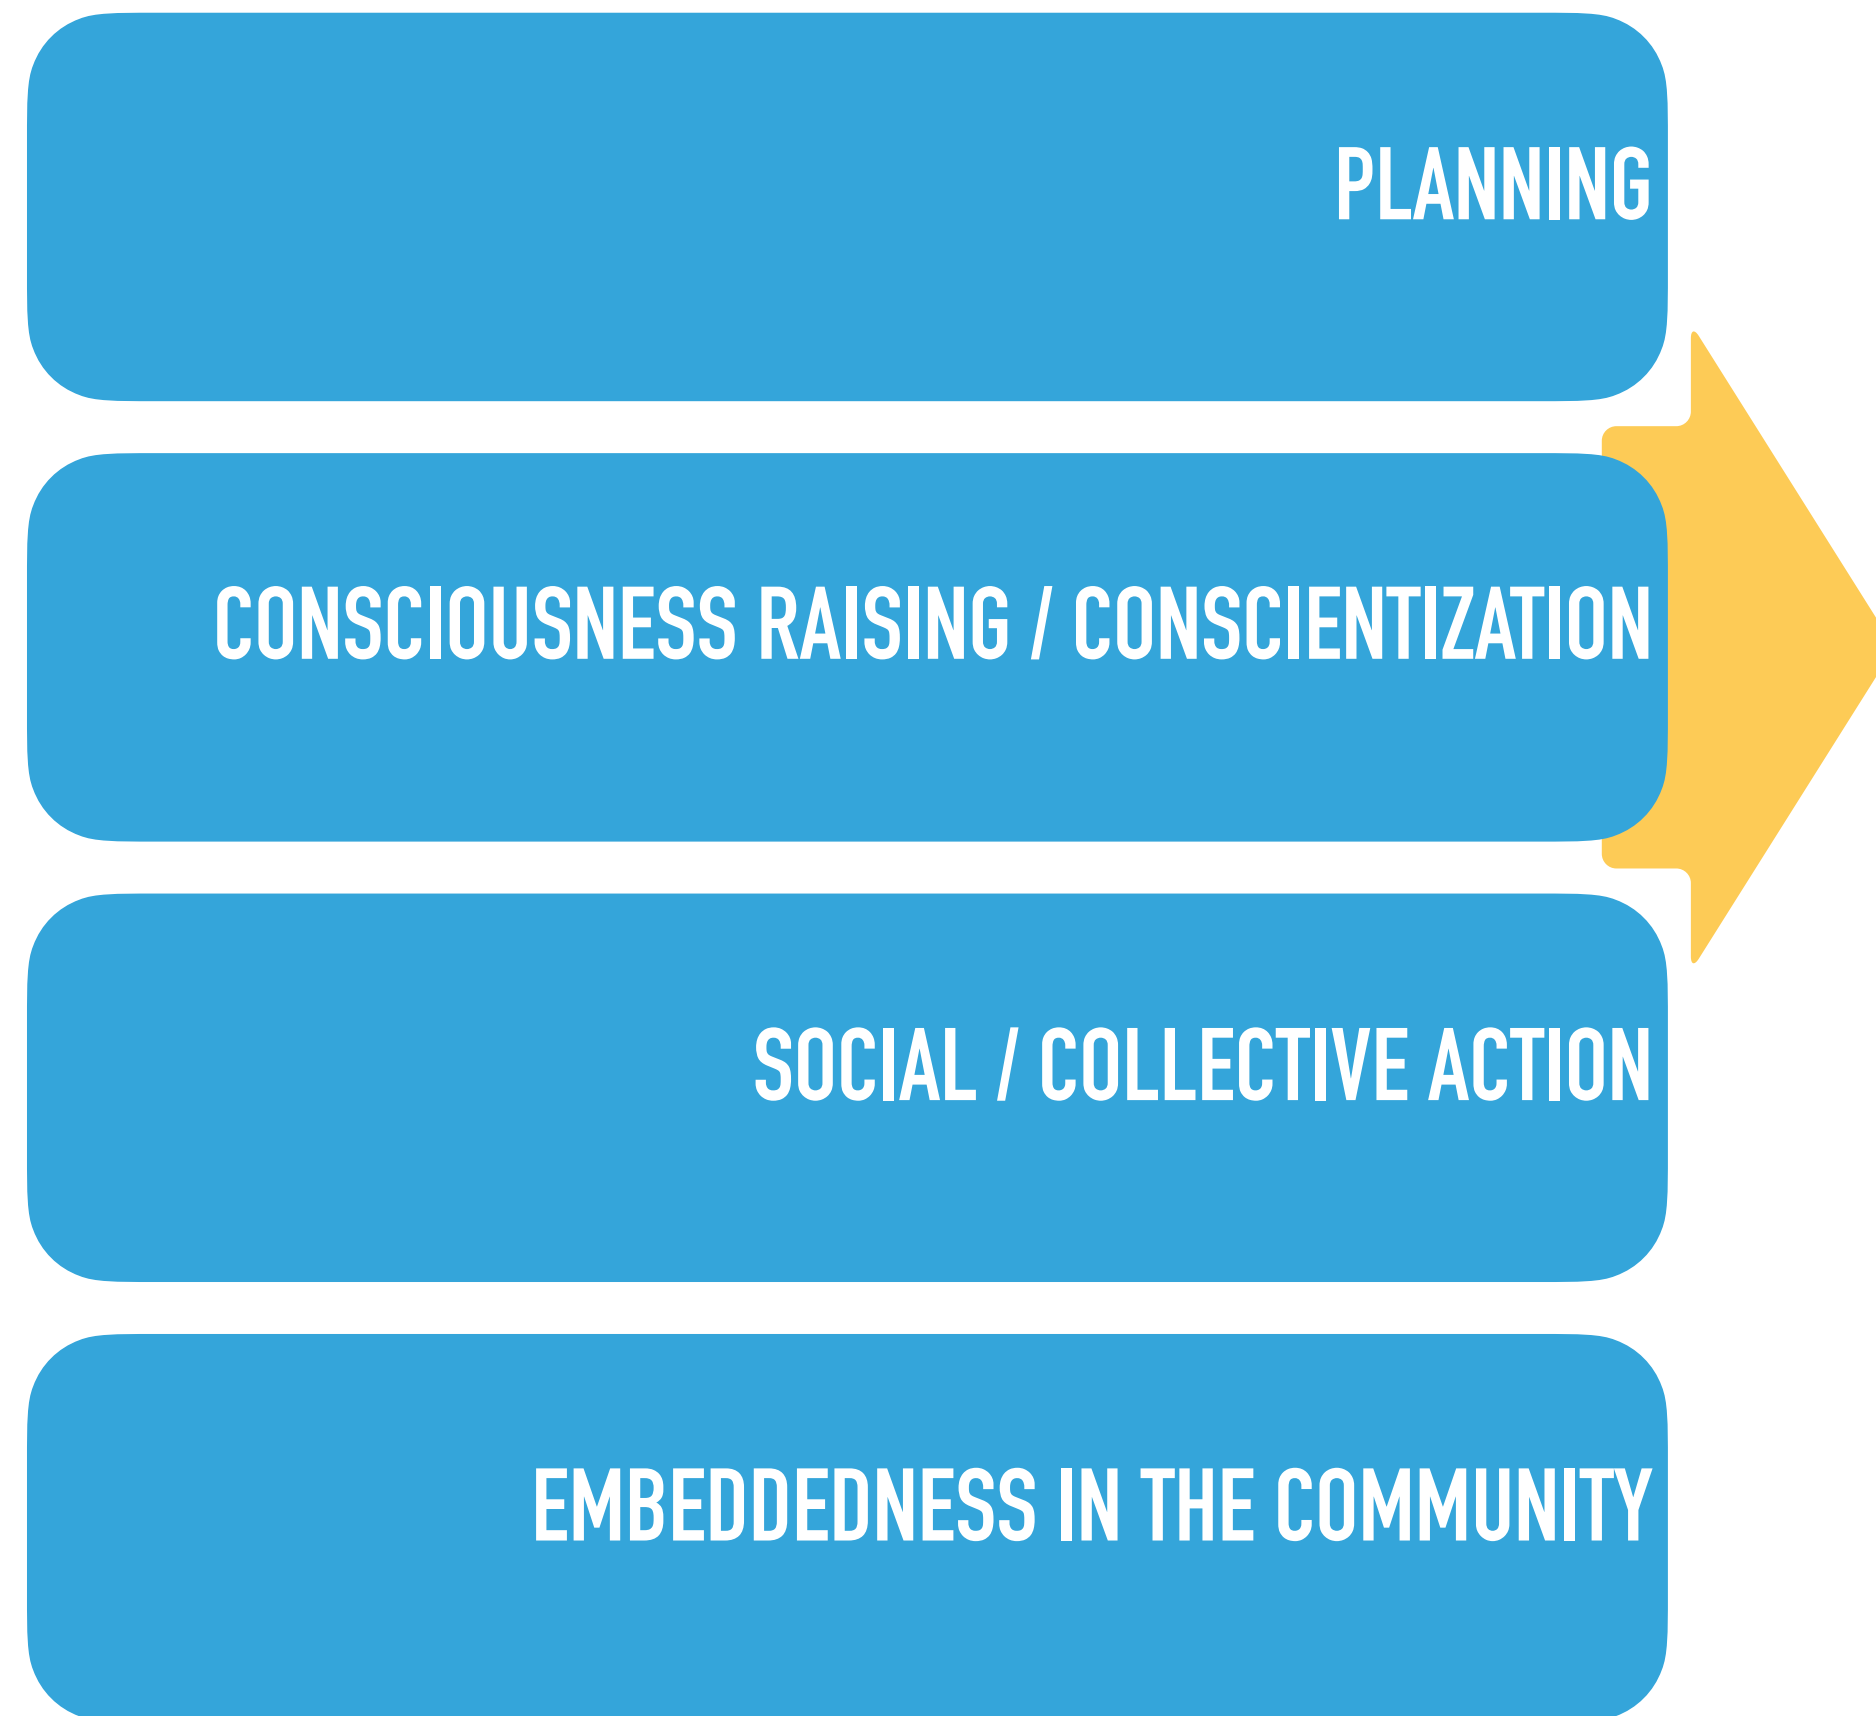 PLANNING
CONSCIOUSNESS RAISING / CONSCIENTIZATION
SOCIAL / COLLECTIVE ACTION
EMBEDDEDNESS IN THE COMMUNITY